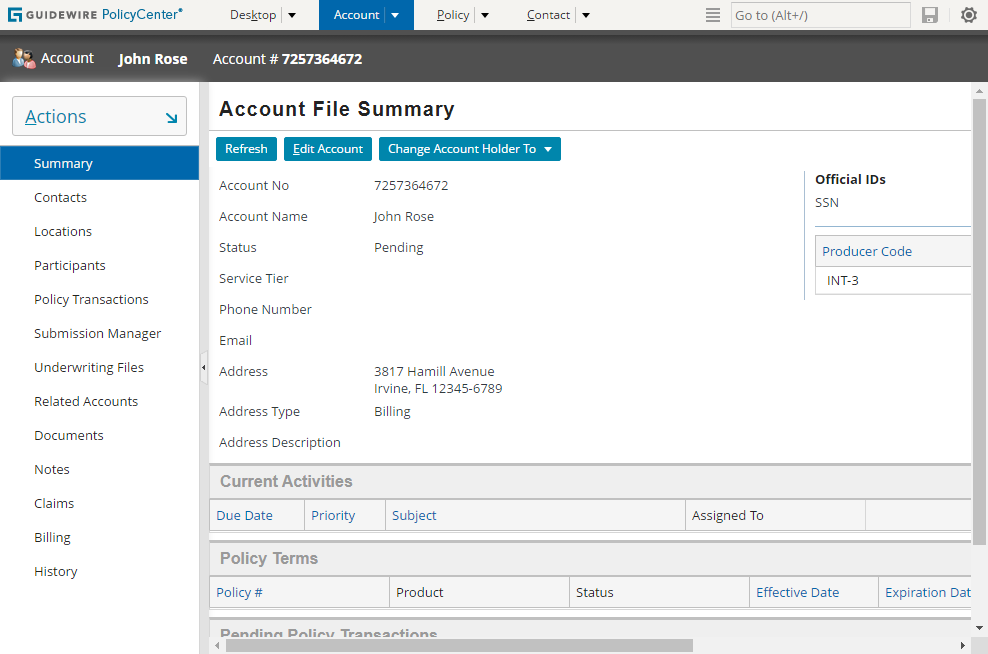 GUIDEWIRE PolicyCenter®
Desktop
Account
Policy
Contact
Go to (Alt+/)
Account
John Rose
Account # 7257364672
Actions
Summary
Contacts
Locations
Participants
Policy Transactions
Submission Manager
Underwriting Files
Related Accounts
Documents
Notes
Claims
Billing
History
Account File Summary
Refresh
Edit Account
Change Account Holder To
Account No 7257364672
Account Name John Rose
Status Pending
Service Tier
Phone Number
Email
Address 3817 Hamill Avenue
Irvine, FL 12345-6789
Address Type Billing
Address Description
Official IDs
SSN
Producer Code
INT-3
Current Activities
Due Date Priority Subject Assigned To
Policy Terms
Policy # Product Status Effective Date Expiration Dat
Pending Policy Transactions